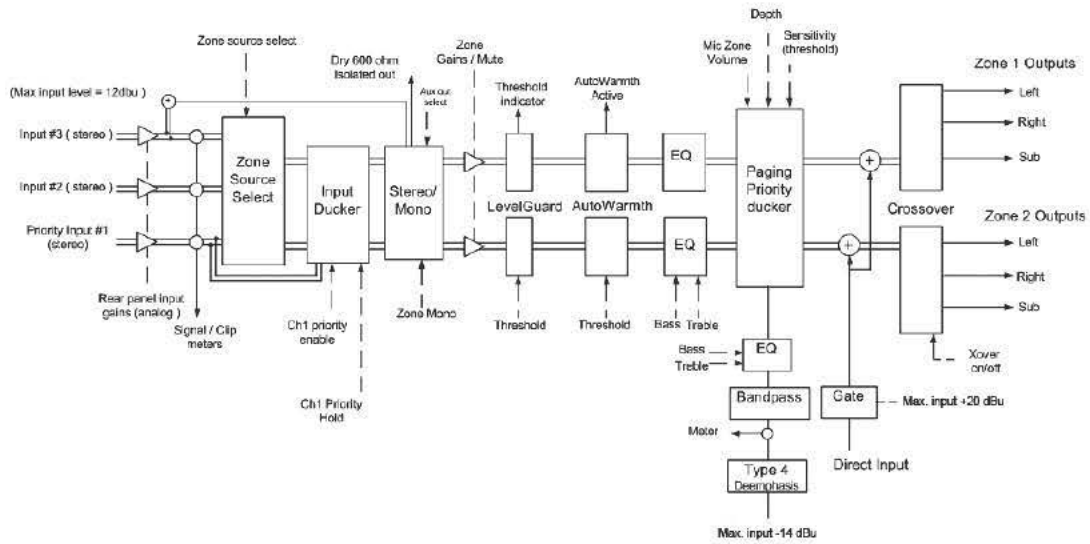 Depth
Zone source select
Zone
Gains / Mute
Mic Zone
Volume
Sensitivity
(threshold)
Dry 600 ohm
Isolated out
Aux out
select
Threshold
indicator
AutoWarmth
Active
Zone 1 Outputs
(Max input level = 12dbu )
Input #3 ( stereo )
Input #2 ( stereo )
Priority Input #1
(stereo)
Zone
Source
Select
Input
Ducker
Stereo/
Mono
LevelGuard
AutoWarmth
EQ
EQ
Paging
Priority
ducker
Left
Right
Sub
Crossover
Zone 2 Outputs
Left
Right
Sub
Rear panel input
gains (analog )
Signal / Clip
meters
Ch1 priority
enable
Zone Mono
Threshold
Threshold
Bass
Treble
Ch1 Priority
Hold
Bass
Treble
EQ
Bandpass
Meter
Type 4
Deemphasis
Max. input -14 dBu
Gate
Max. input +20 dBu
Direct Input
Xover
on/off